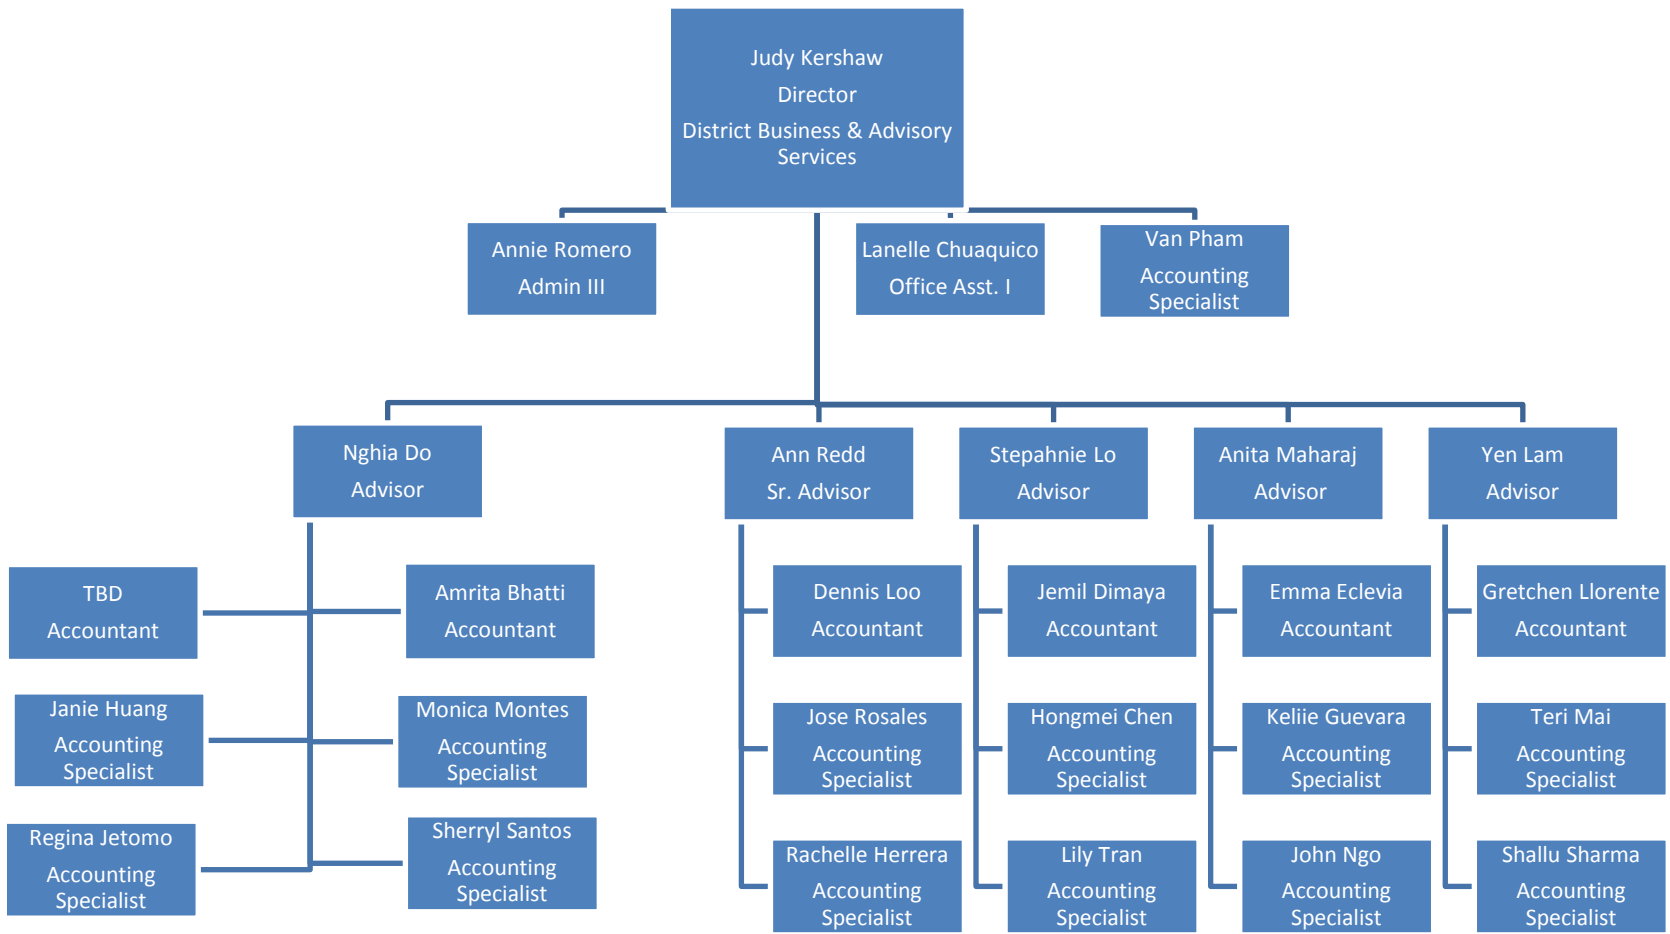 Judy Kershaw
Director
District Business & Advisory
Services
Annie Romero
Admin III
Lanelle Chuaquico
Office Asst. I
Van Pham
Accounting
Specialist
Nghia Do
Advisor
Ann Redd
Sr. Advisor
Stepahnie Lo
Advisor
Anita Maharaj
Advisor
Yen Lam
Advisor
TBD
Accountant
Amrita Bhatti
Accountant
Janie Huang
Accounting
Specialist
Monica Montes
Accounting
Specialist
Regina Jetomo
Accounting
Specialist
Sherryl Santos
Accounting
Specialist
Dennis Loo
Accountant
Jose Rosales
Accounting
Specialist
Rachelle Herrera
Accounting
Specialist
Jemil Dimaya
Accountant
Hongmei Chen
Accounting
Specialist
Lily Tran
Accounting
Specialist
Emma Eclevia
Accountant
Keliie Guevara
Accounting
Specialist
John Ngo
Accounting
Specialist
Gretchen Llorente
Accountant
Teri Mai
Accounting
Specialist
Shallu Sharma
Accounting
Specialist